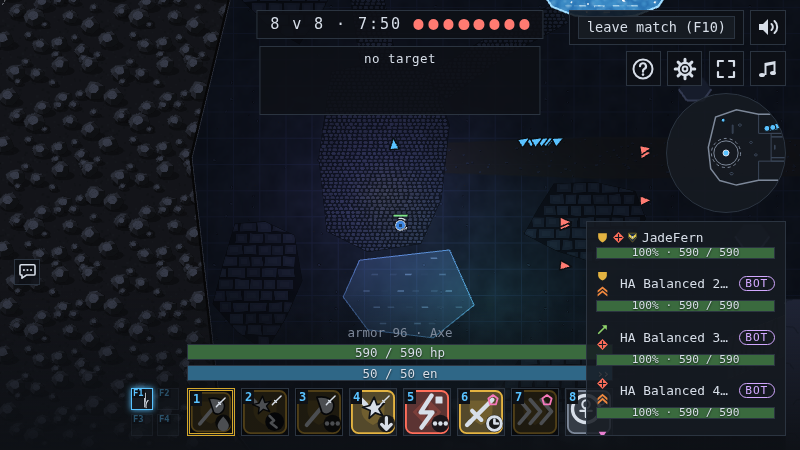 8 v 8 · 7:50
leave match (F10)
no target
JadeFern
100% · 590 / 590
HA Balanced 2… BOT
100% · 590 / 590
HA Balanced 3… BOT
100% · 590 / 590
HA Balanced 4… BOT
100% · 590 / 590
armor 96 · Axe
590 / 590 hp
50 / 50 en
F1 F2
F3 F4
1 2 3 4 5 6 7 8